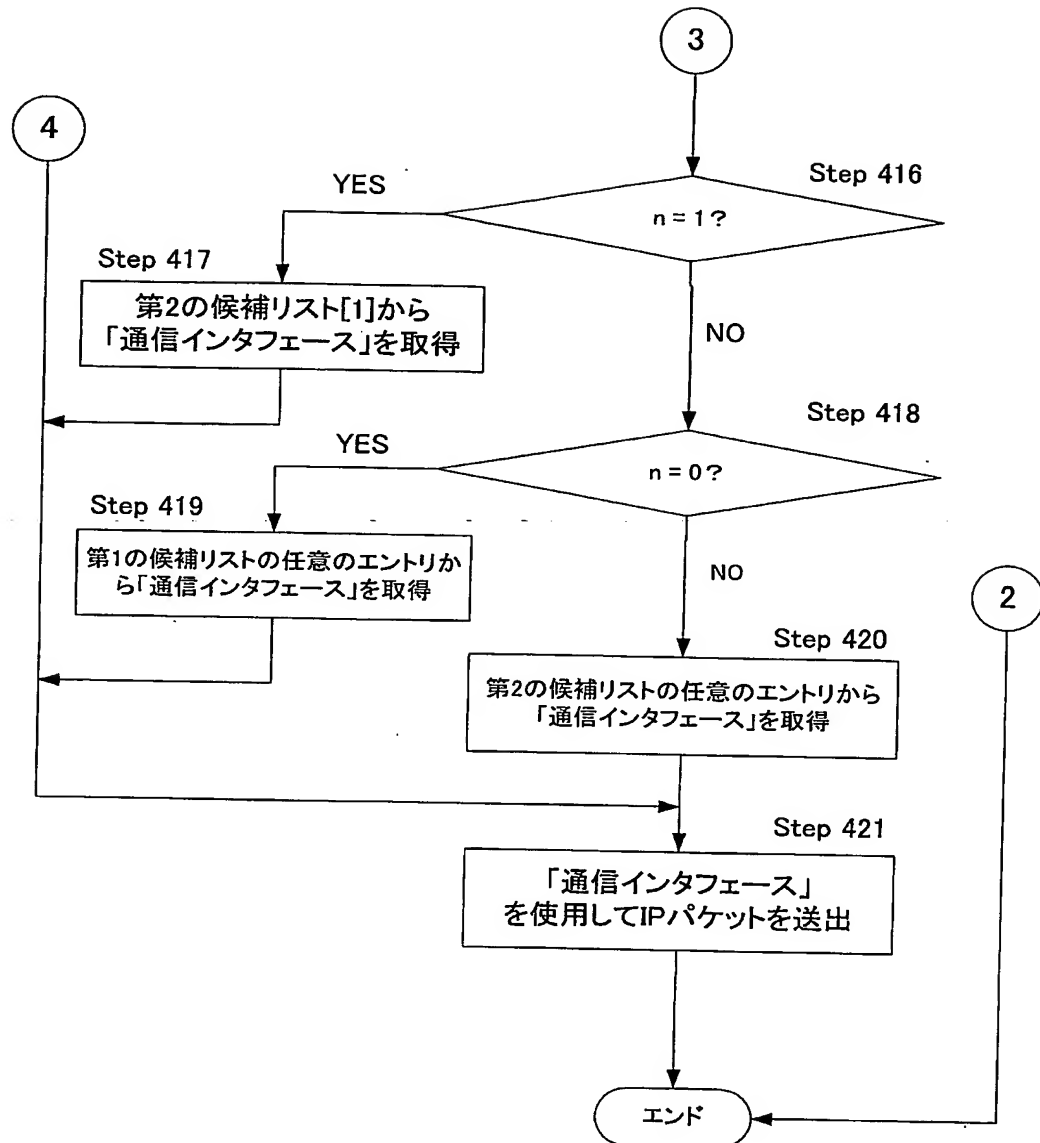 3
4
Step 416
YES
n = 1?
Step 417
第2の候補リスト[1]から
「通信インタフェース」を取得
NO
Step 418
YES
n = 0?
Step 419
第1の候補リストの任意のエントリか
ら「通信インタフェース」を取得
NO
2
Step 420
第2の候補リストの任意のエントリから
「通信インタフェース」を取得
Step 421
「通信インタフェース」
を使用してIPパケットを送出
エンド